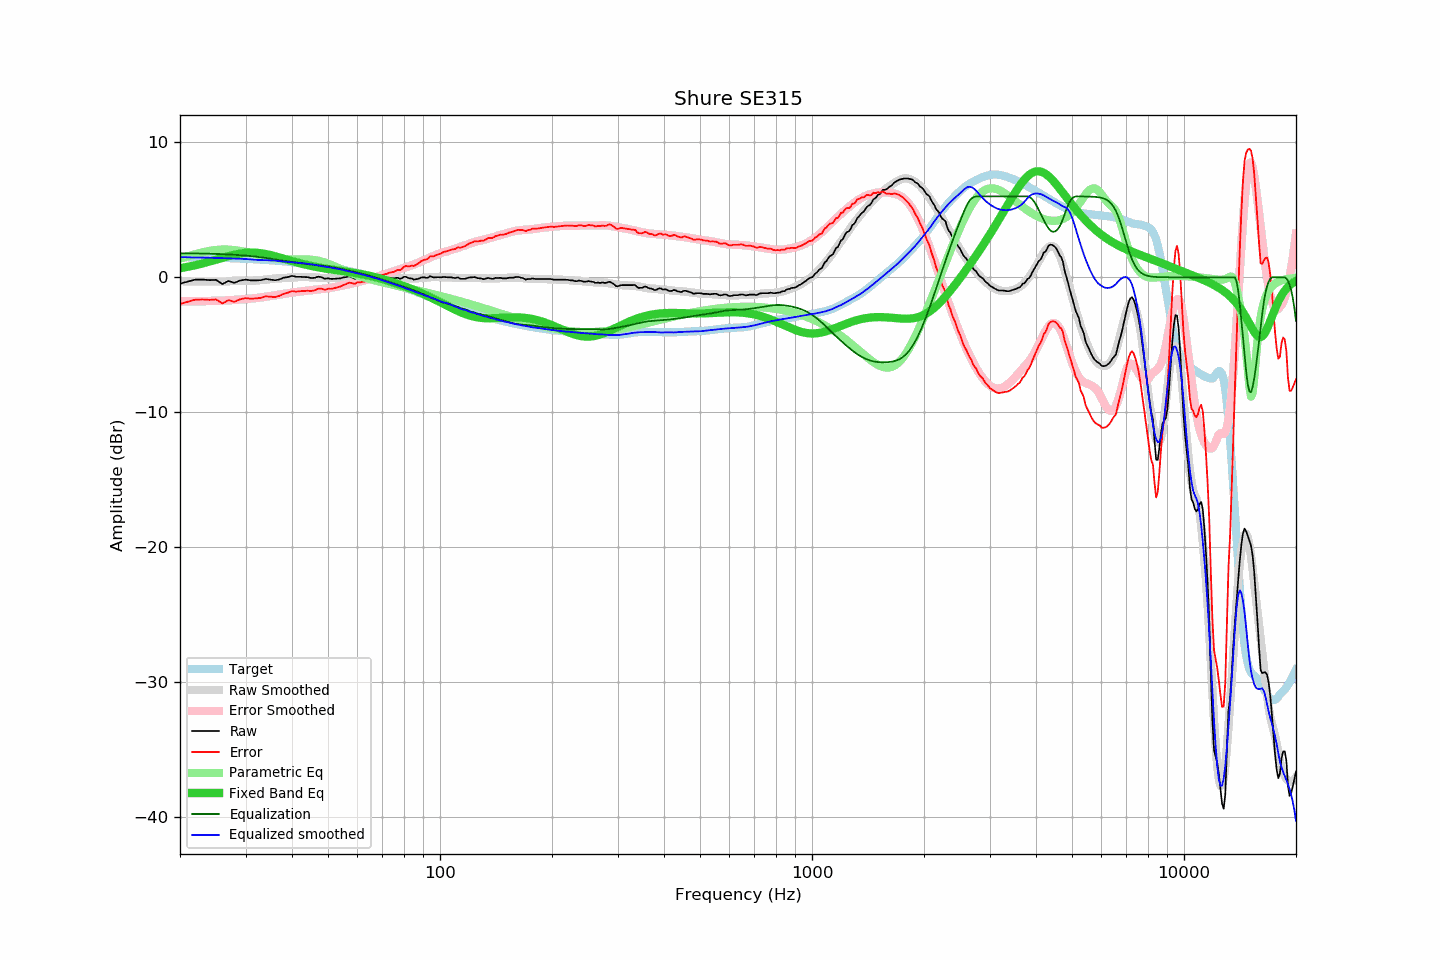 Shure SE315
Amplitude (dBr)
10
0
−10
−20
−30
−40
Target
Raw Smoothed
Error Smoothed
Raw
Error
Parametric Eq
Fixed Band Eq
Equalization
Equalized smoothed
100
1000
10000
Frequency (Hz)